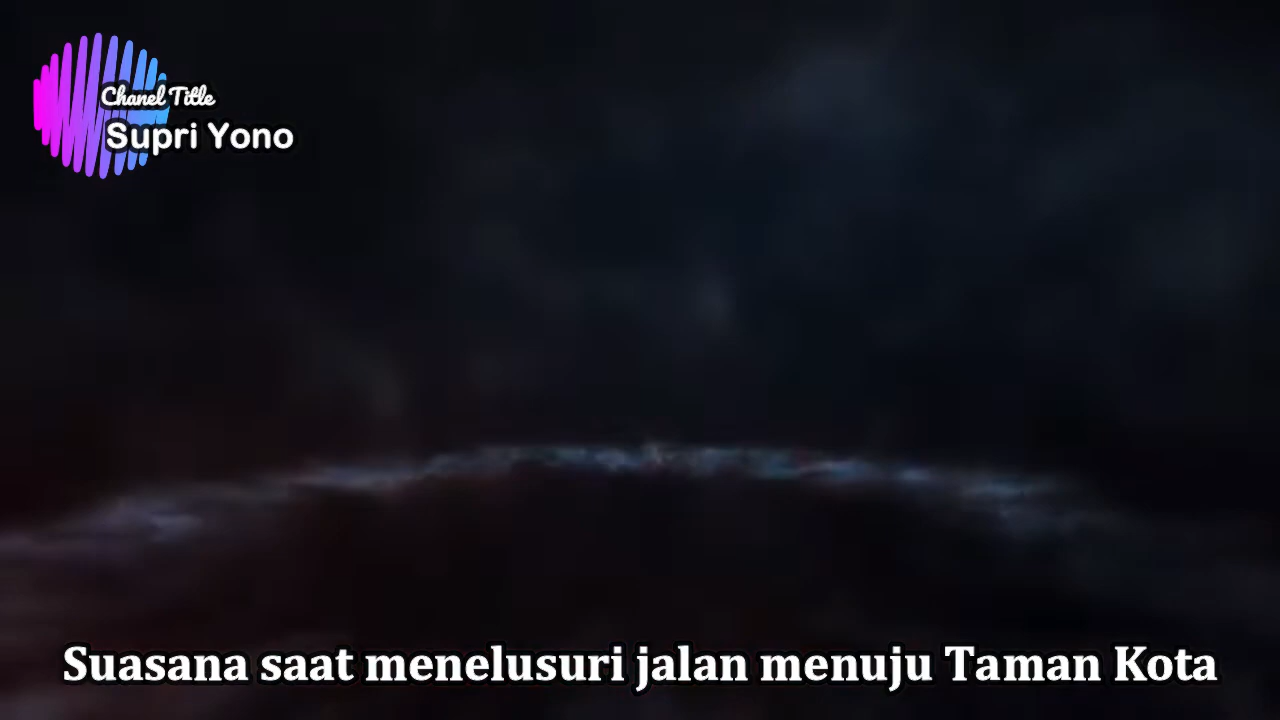 Chanel Title
Supri Yono
Suasana saat menelusuri jalan menuju Taman Kota